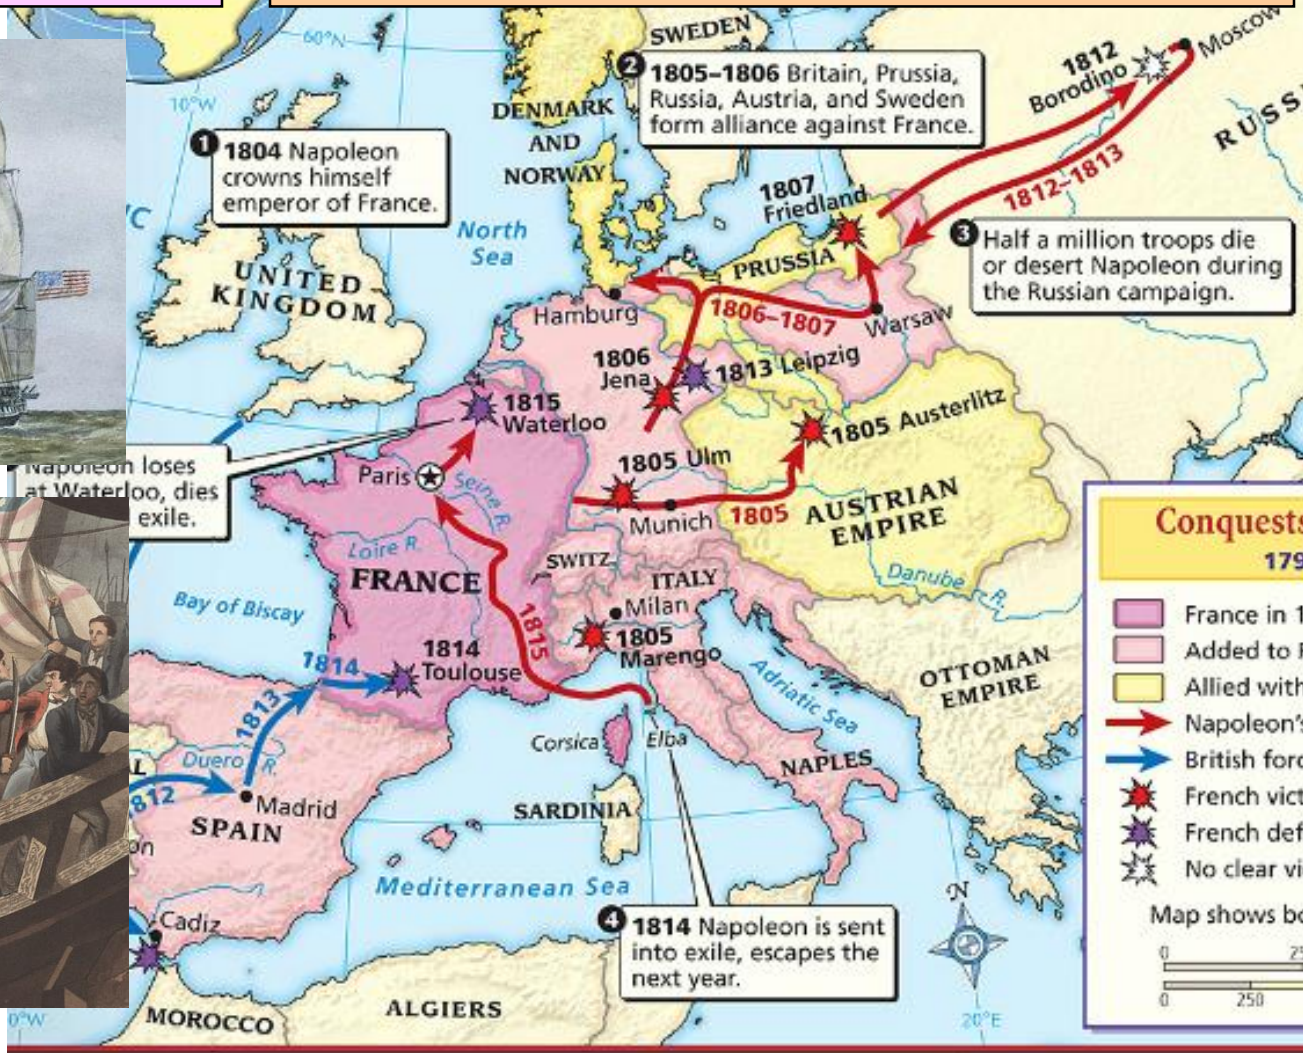 60°N
SWEDEN
Moscow
10°W
DENMARK
AND
NORWAY
2
1805–1806 Britain, Prussia,
Russia, Austria, and Sweden
form alliance against France.
1812
Borodino
1
1804 Napoleon
crowns himself
emperor of France.
1807
Friedland
1812–1813
North
Sea
UNITED
KINGDOM
PRUSSIA
3
Half a million troops die
or desert Napoleon during
the Russian campaign.
Hamburg
1806–1807
Warsaw
1806
Jena
1813 Leipzig
1815
Waterloo
1805 Austerlitz
Napoleon loses
at Waterloo, dies
exile.
Paris
Seine R.
1805 Ulm
Munich
1805
AUSTRIAN
EMPIRE
Loire R.
FRANCE
SWITZ.
ITALY
Danube R.
Bay of Biscay
Milan
1815
1805
Marengo
1814
Toulouse
1814
1813
Adriatic Sea
OTTOMAN
EMPIRE
Corsica
Elba
Duero R.
NAPLES
Madrid
SPAIN
SARDINIA
Mediterranean Sea
Cadiz
4
1814 Napoleon is sent
into exile, escapes the
next year.
N
ALGIERS
MOROCCO
20°E
Conquests
France in 1
Added to
Allied with
Napoleon's
British
French
French
No clear
Map shows
0
0 250